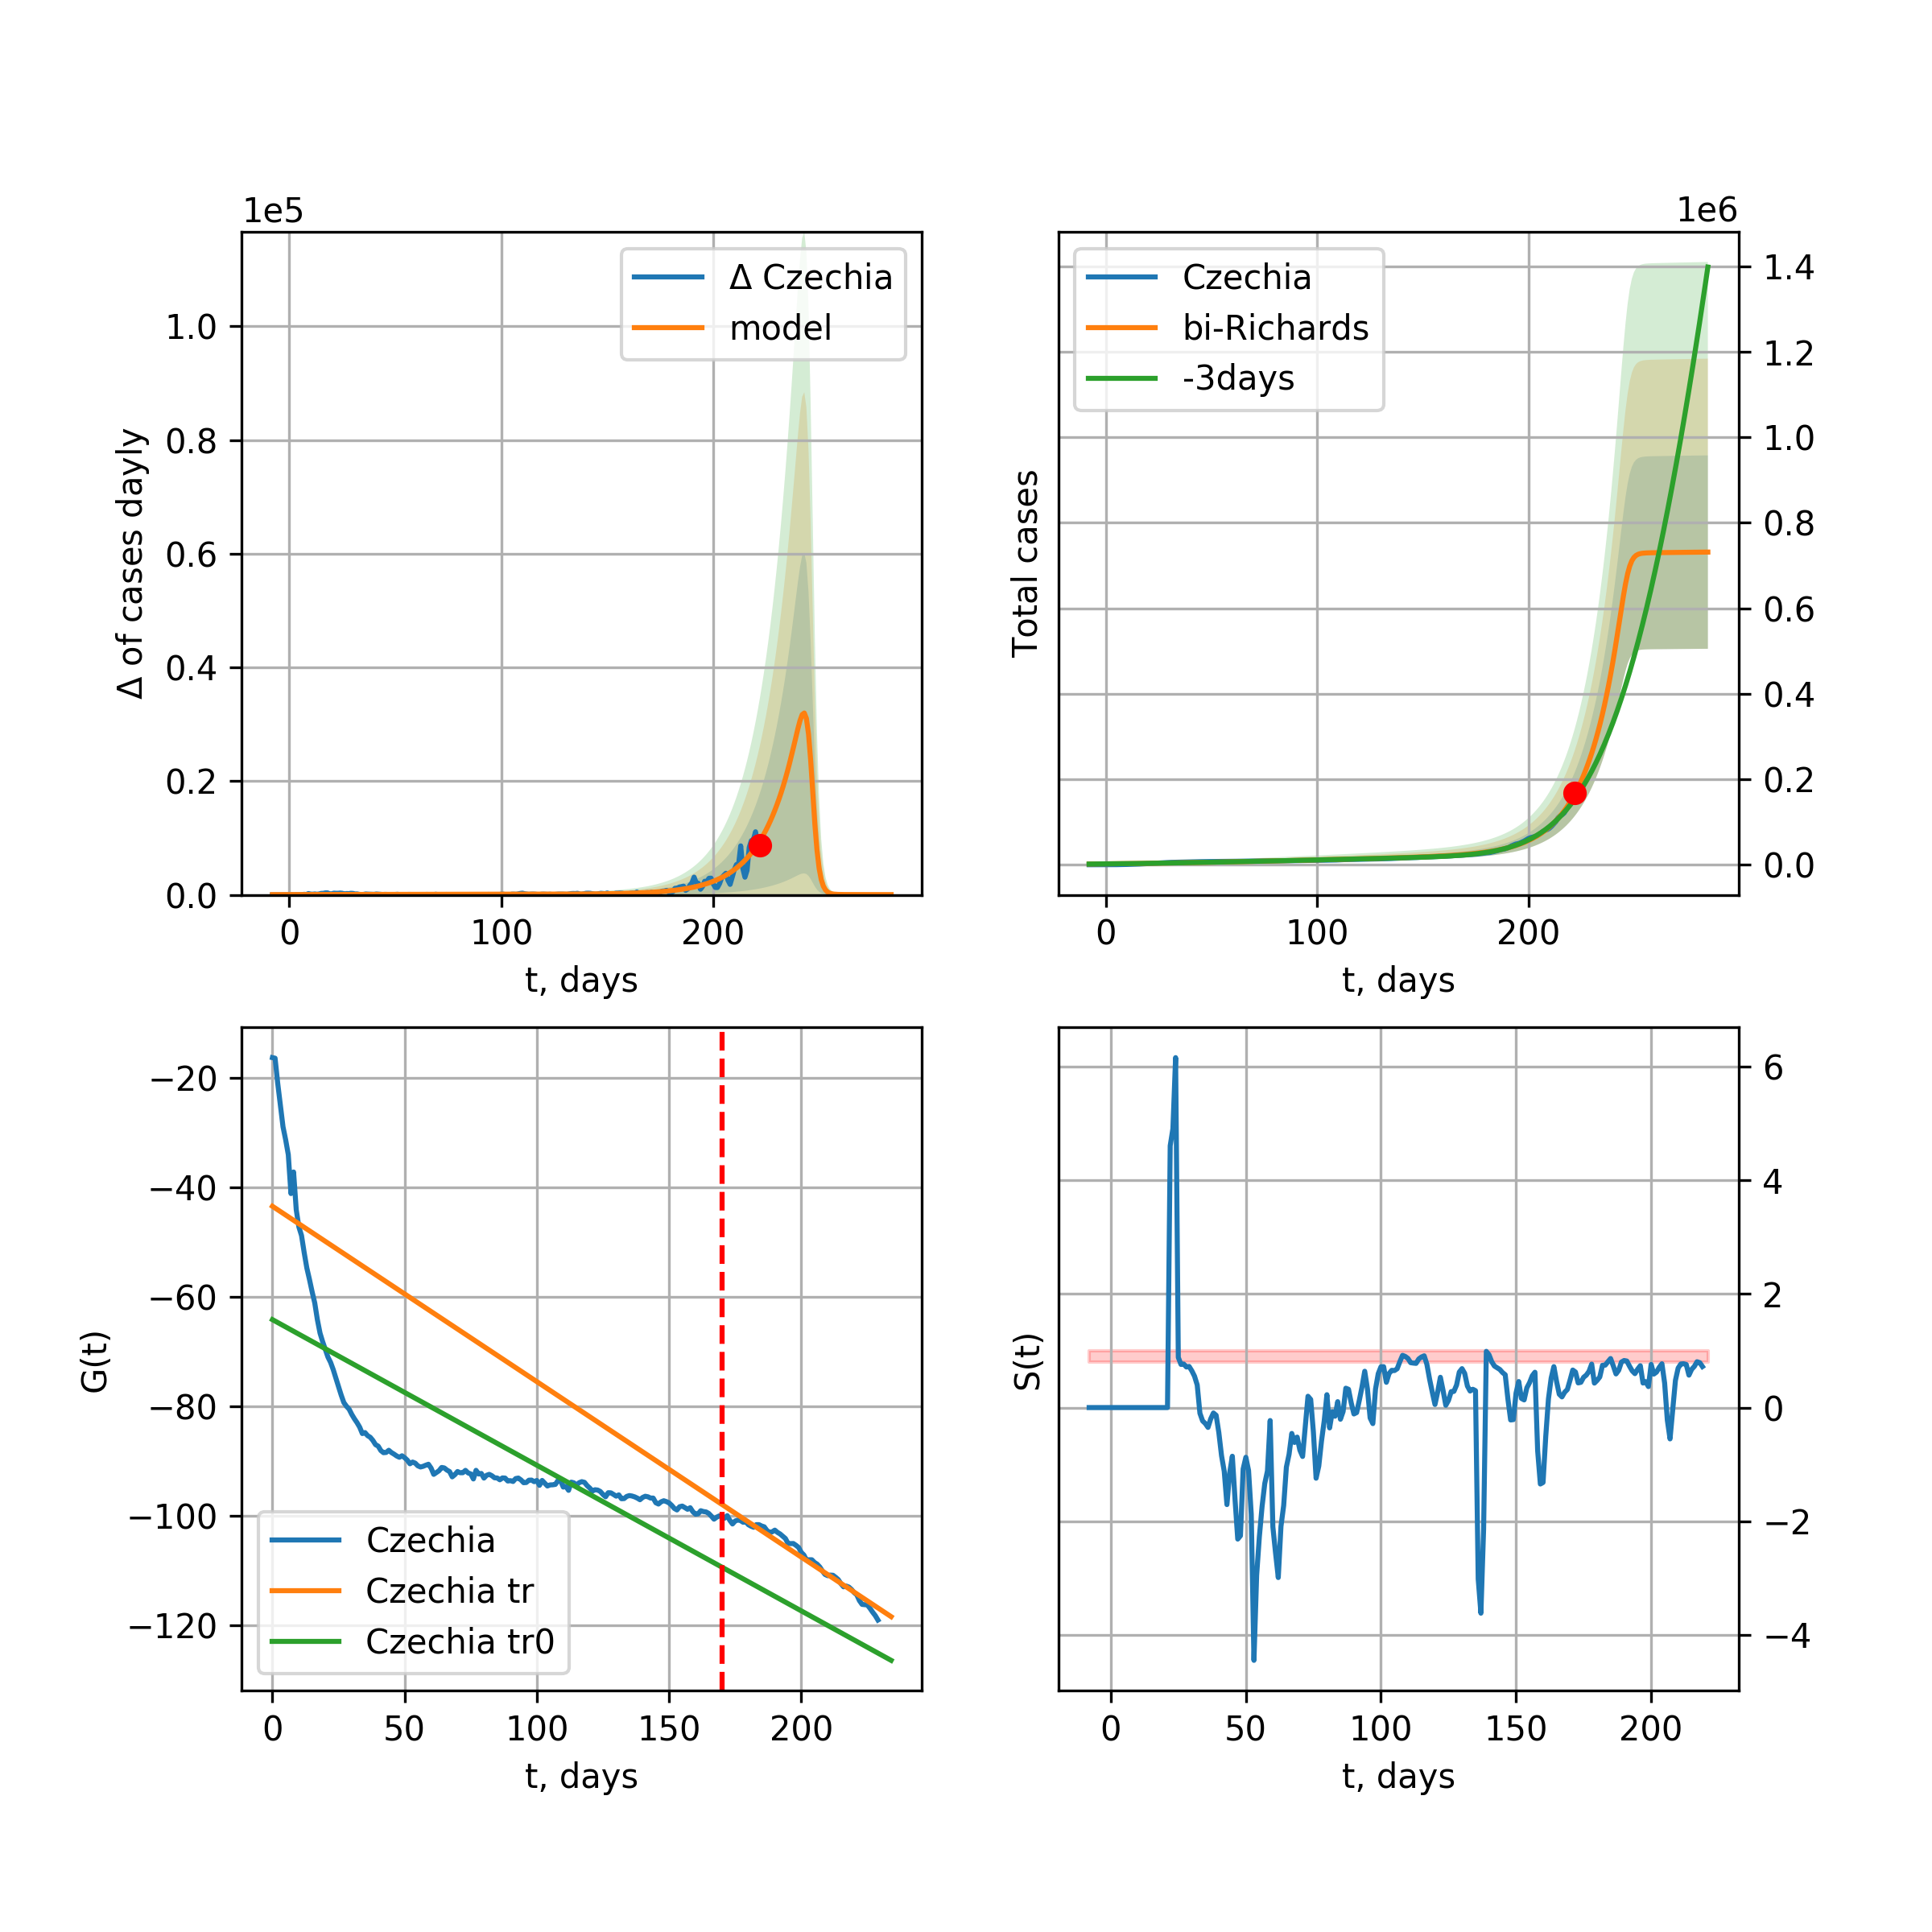 1e5
Δ Czechia
model
1.0
0.8
0.6
0.4
0.2
0.0
Δ of cases dayly
0
100
200
t, days
1e6
Czechia
bi-Richards
-3days
1.4
1.2
1.0
0.8
0.6
0.4
0.2
0.0
Total cases
0
100
200
t, days
−20
−40
−60
−80
−100
−120
G(t)
Czechia
Czechia tr
Czechia tr0
0
50
100
150
200
t, days
6
4
2
0
−2
−4
S(t)
0
50
100
150
200
t, days